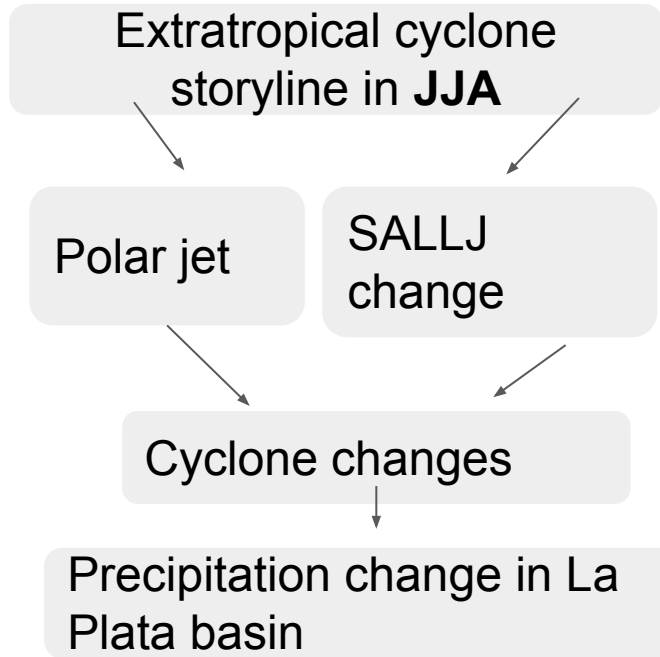 Extratropical cyclone
storyline in JJA
Polar jet
SALLJ
change
Cyclone changes
Precipitation change in La
Plata basin